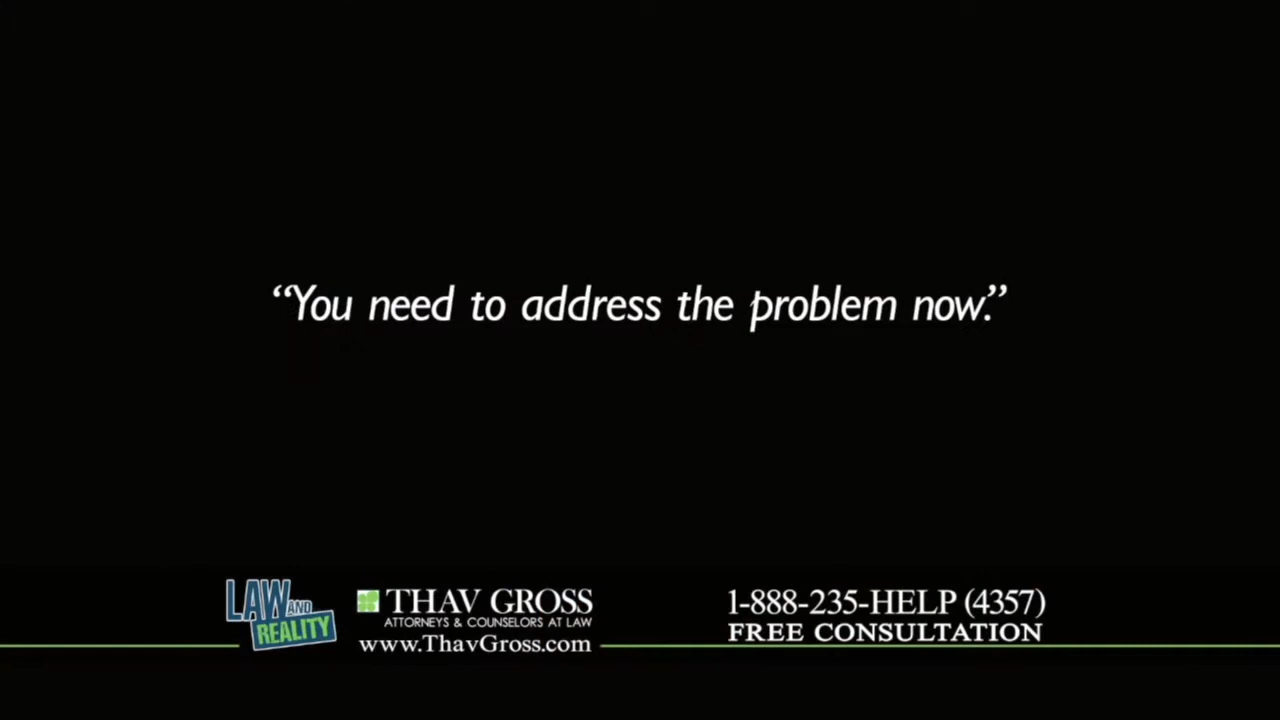 “You need to address the problem now.”
LAW AND REALITY
THAV GROSS
ATTORNEYS & COUNSELORS AT LAW
www.ThavGross.com
1-888-235-HELP (4357)
FREE CONSULTATION